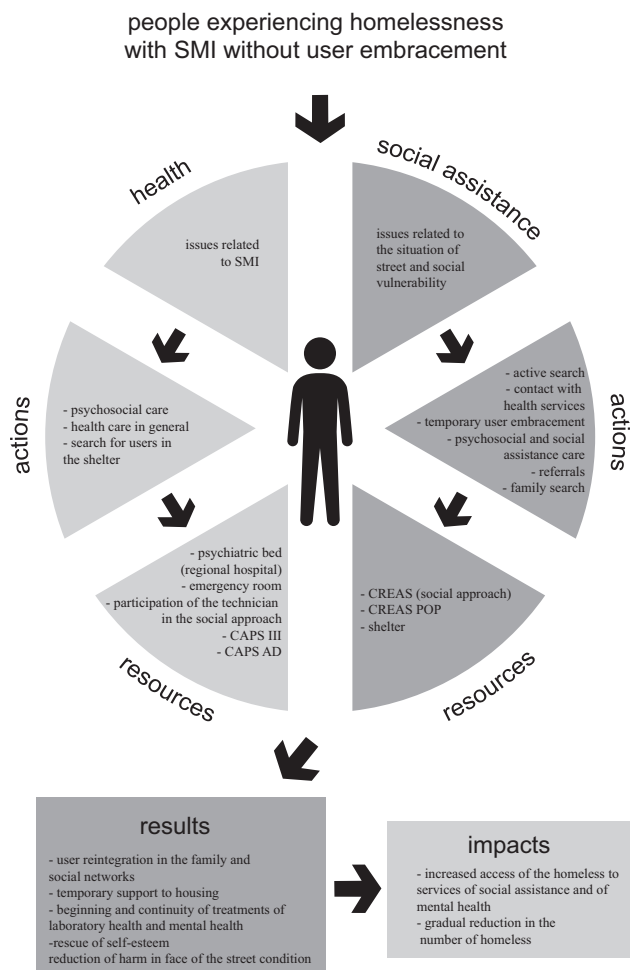 people experiencing homelessness
with SMI without user embracement
health
issues related
to SMI
actions
- psychosocial care
- health care in general
- search for users in
the shelter
resources
- psychiatric bed
(regional hospital)
- emergency room
- participation of the technician
in the social approach
- CAPS III
- CAPS AD
social assistance
issues related to
the situation of
street and social
vulnerability
actions
- active search
- contact with
health services
- temporary user embracement
- psychosocial and social
assistance care
- referrals
- family search
resources
- CREAS (social approach)
- CREAS POP
- shelter
results
- user reintegration in the family and
social networks
- temporary support to housing
- beginning and continuity of treatments of
laboratory health and mental health
-rescue of self-esteem
reduction of harm in face of the street condition
impacts
- increased access of the homeless to
services of social assistance and of
mental health
- gradual reduction in the
number of homeless